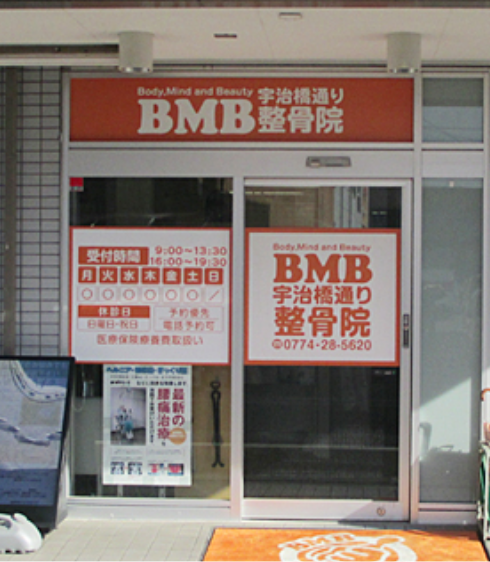 Body, Mind and Beauty
BMB 宇治橋通り
整骨院
受付時間 9:00〜13:30
16:00〜19:30
月 火 水 木 金 土 日
○ ○ ○ ○ ○ ○ ／
休診日
日曜日・祝日
予約優先
電話予約可
医療保険療養費取扱い
Body, Mind and Beauty
BMB
宇治橋通り
整骨院
0774-28-5620
最新の
腰痛治療
BMB